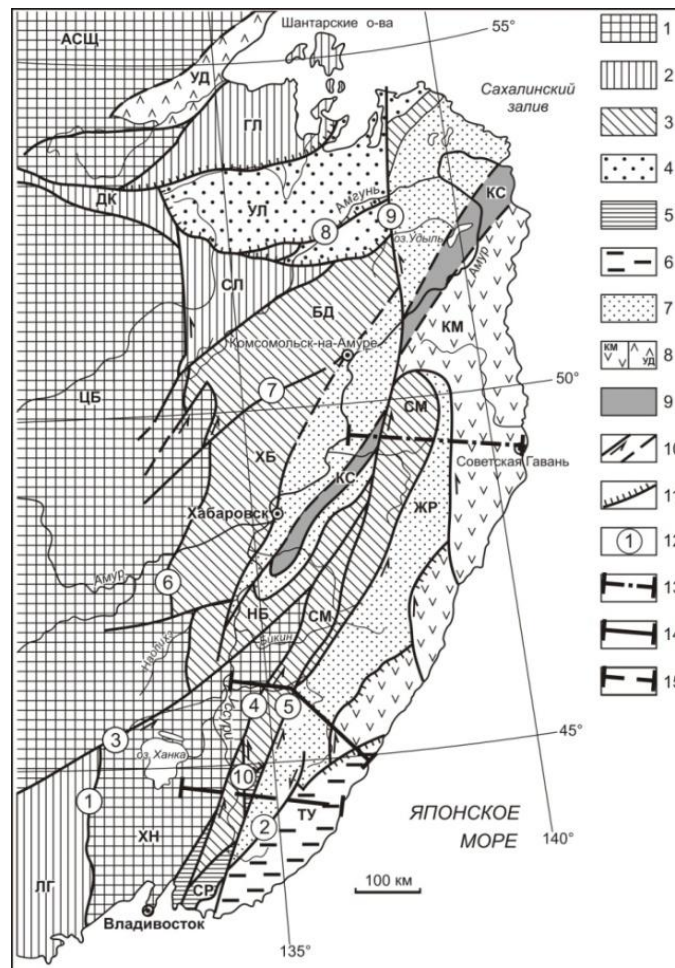 Шантарские о-ва
55°
АСЩ
УД
Сахалинский
залив
ГЛ
ДК
УЛ
Амгунь
8
9
оз.Удыль
КС
Амур
СЛ
БД
КМ
Комсомольск-на-Амуре
50°
7
СМ
ЦБ
ХБ
Советская Гавань
КС
ЖР
Хабаровск
Амур
6
НБ
СМ
Бикин
4
5
Уссури
3
45°
оз. Ханка
10
1
ТУ
ЯПОНСКОЕ
МОРЕ
140°
ХН
2
ЛГ
СР
100 км
Владивосток
135°
1
2
3
4
5
6
7
КМ УД 8
9
10
11
1 12
13
14
15